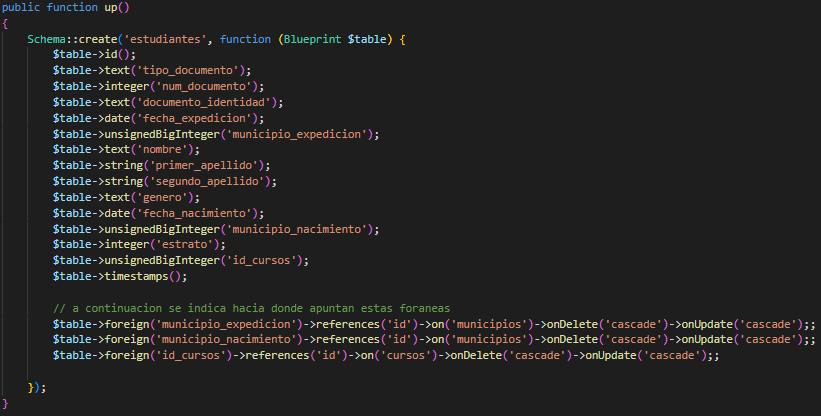 public function up()
{
    Schema::create('estudiantes', function (Blueprint $table) {
        $table->id();
        $table->text('tipo_documento');
        $table->integer('num_documento');
        $table->text('documento_identidad');
        $table->date('fecha_expedicion');
        $table->unsignedBigInteger('municipio_expedicion');
        $table->text('nombre');
        $table->string('primer_apellido');
        $table->string('segundo_apellido');
        $table->text('genero');
        $table->date('fecha_nacimiento');
        $table->unsignedBigInteger('municipio_nacimiento');
        $table->integer('estrato');
        $table->unsignedBigInteger('id_cursos');
        $table->timestamps();

        // a continuacion se indica hacia donde apuntan estas foraneas
        $table->foreign('municipio_expedicion')->references('id')->on('municipios')->onDelete('cascade')->onUpdate('cascade');;
        $table->foreign('municipio_nacimiento')->references('id')->on('municipios')->onDelete('cascade')->onUpdate('cascade');;
        $table->foreign('id_cursos')->references('id')->on('cursos')->onDelete('cascade')->onUpdate('cascade');;

    });
}